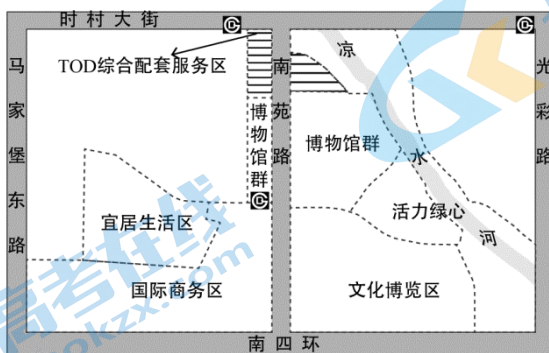 时村大街
马家堡东路
TOD综合配套服务区
南苑路
凉水河
光彩路
博物馆群
博物馆群
宜居生活区
活力绿心
国际商务区
文化博览区
南四环
高考在线
okzx.com